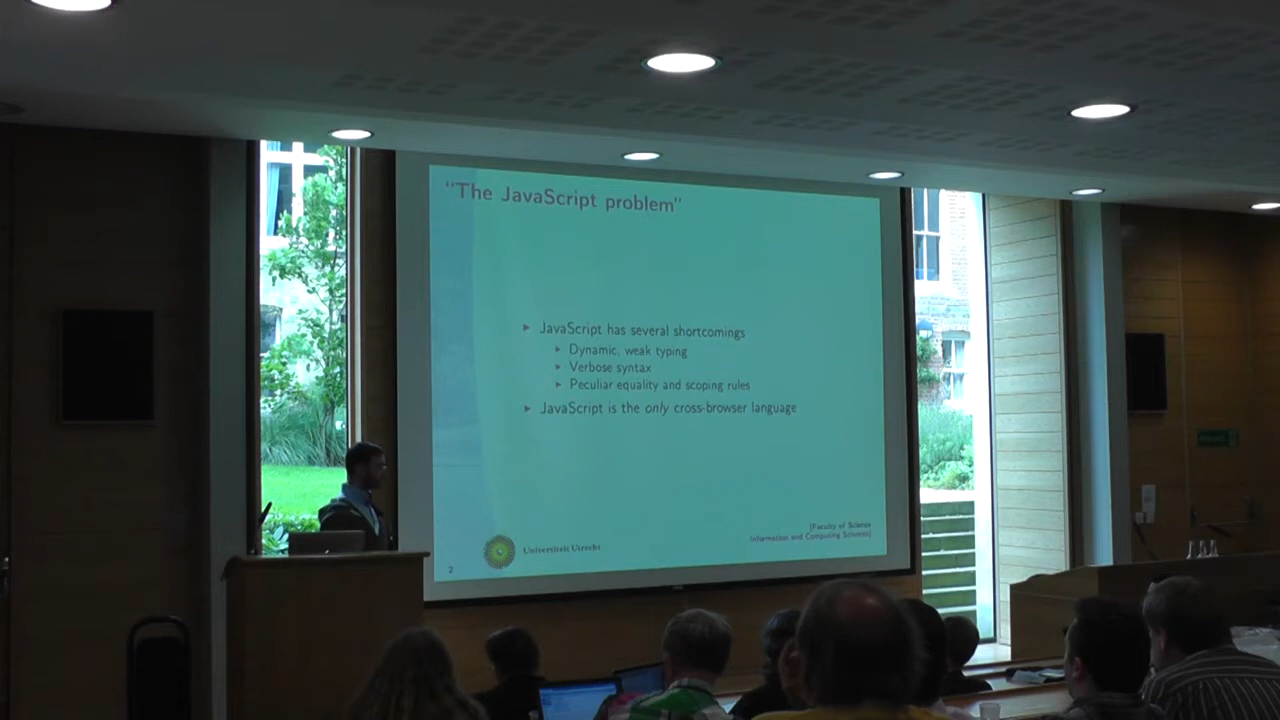 “The JavaScript problem”
▶ JavaScript has several shortcomings
▶ Dynamic, weak typing
▶ Verbose syntax
▶ Peculiar equality and scoping rules
▶ JavaScript is the only cross-browser language
[Faculty of Science
Information and Computing Sciences]
Universiteit Utrecht
2